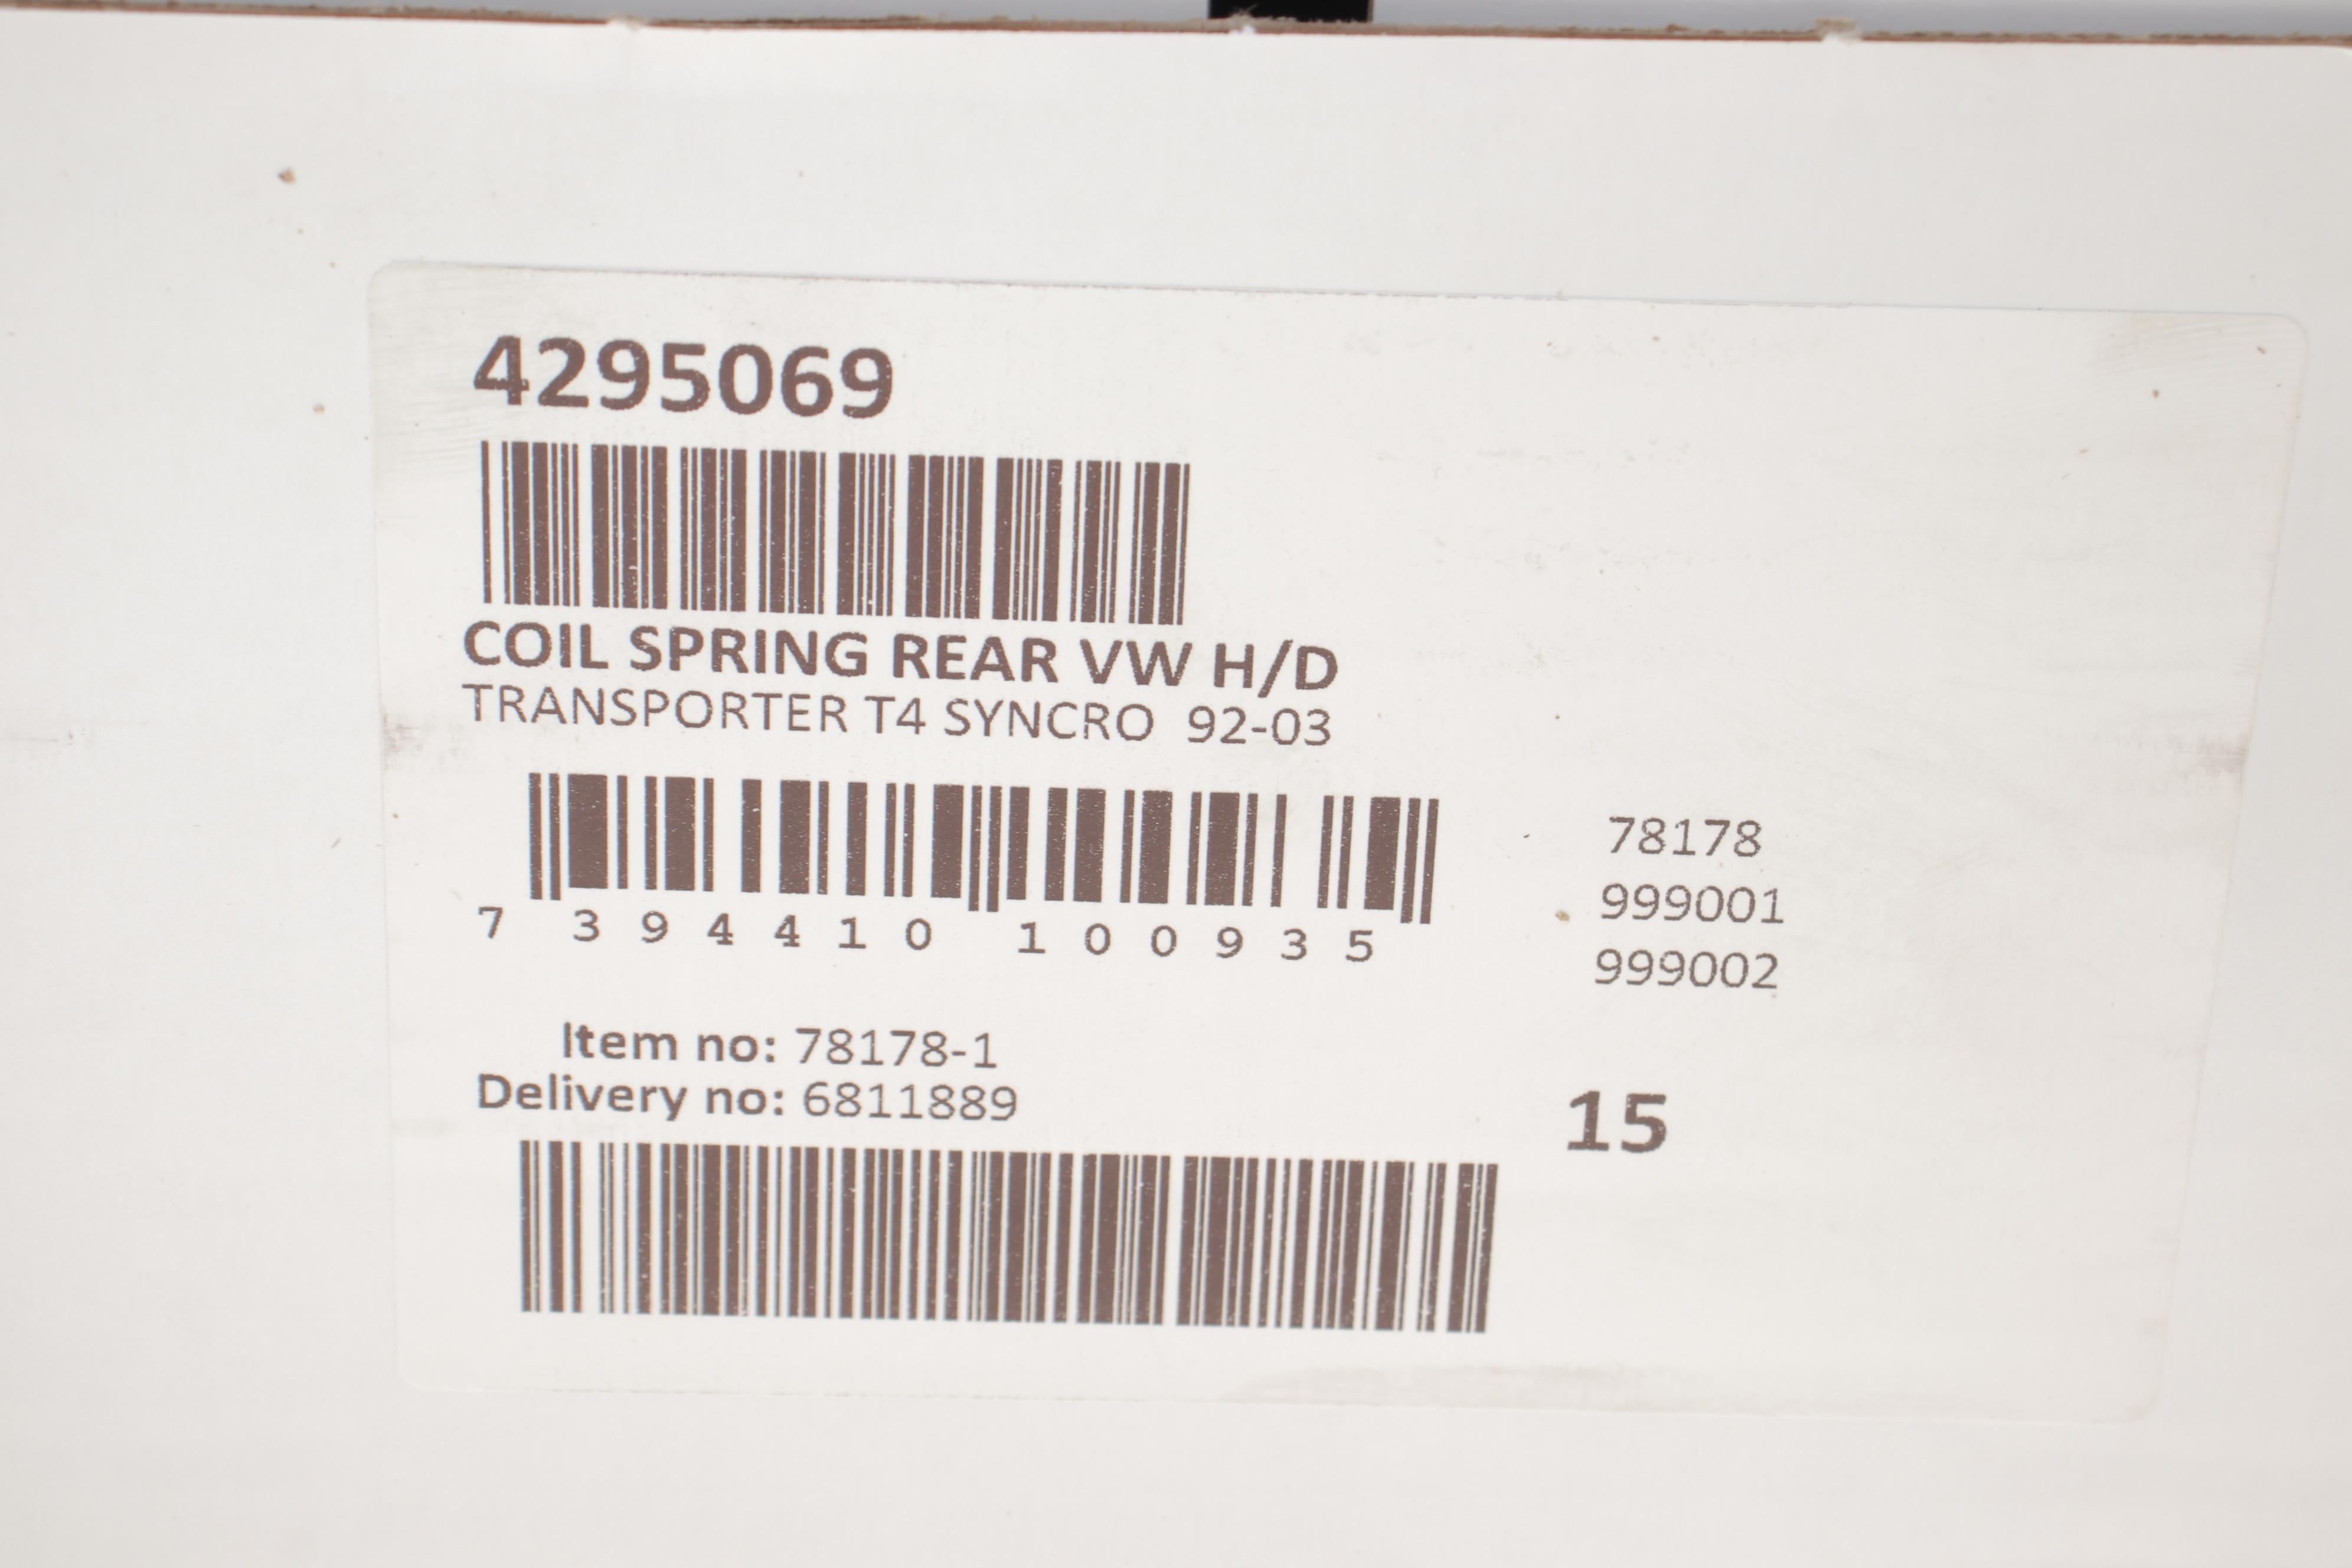 4295069
COIL SPRING REAR VW H/D
TRANSPORTER T4 SYNCRO 92-03
7 394410 100935
78178
999001
999002
Item no: 78178-1
Delivery no: 6811889
15